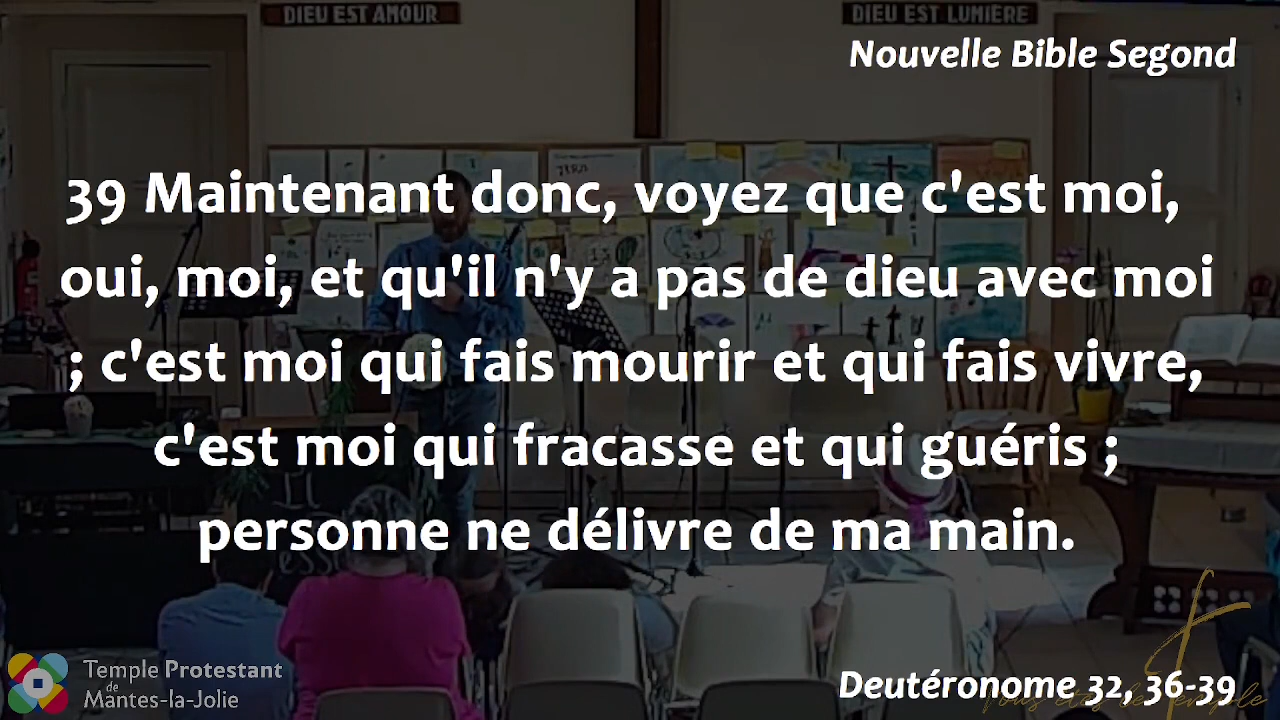 DIEU EST AMOUR
DIEU EST LUMIÈRE
Nouvelle Bible Segond
39 Maintenant donc, voyez que c'est moi,
oui, moi, et qu'il n'y a pas de dieu avec moi
; c'est moi qui fais mourir et qui fais vivre,
c'est moi qui fracasse et qui guéris ;
personne ne délivre de ma main.
Temple Protestant
de
Mantes-la-Jolie
Deutéronome 32, 36-39